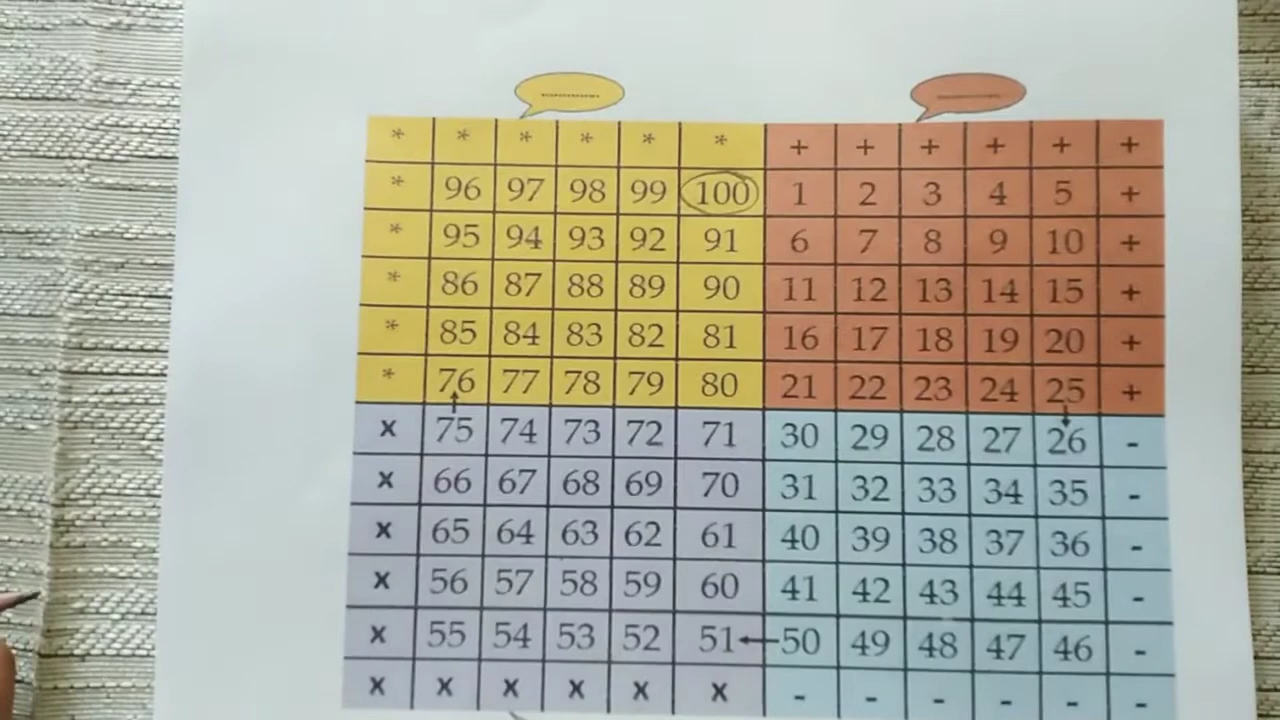 * * * * * * + + + + + +
* 96 97 98 99 100 1 2 3 4 5 +
* 95 94 93 92 91 6 7 8 9 10 +
* 86 87 88 89 90 11 12 13 14 15 +
* 85 84 83 82 81 16 17 18 19 20 +
* 76 77 78 79 80 21 22 23 24 25 +
x 75 74 73 72 71 30 29 28 27 26 -
x 66 67 68 69 70 31 32 33 34 35 -
x 65 64 63 62 61 40 39 38 37 36 -
x 56 57 58 59 60 41 42 43 44 45 -
x 55 54 53 52 51 50 49 48 47 46 -
x x x x x x - - - - - -